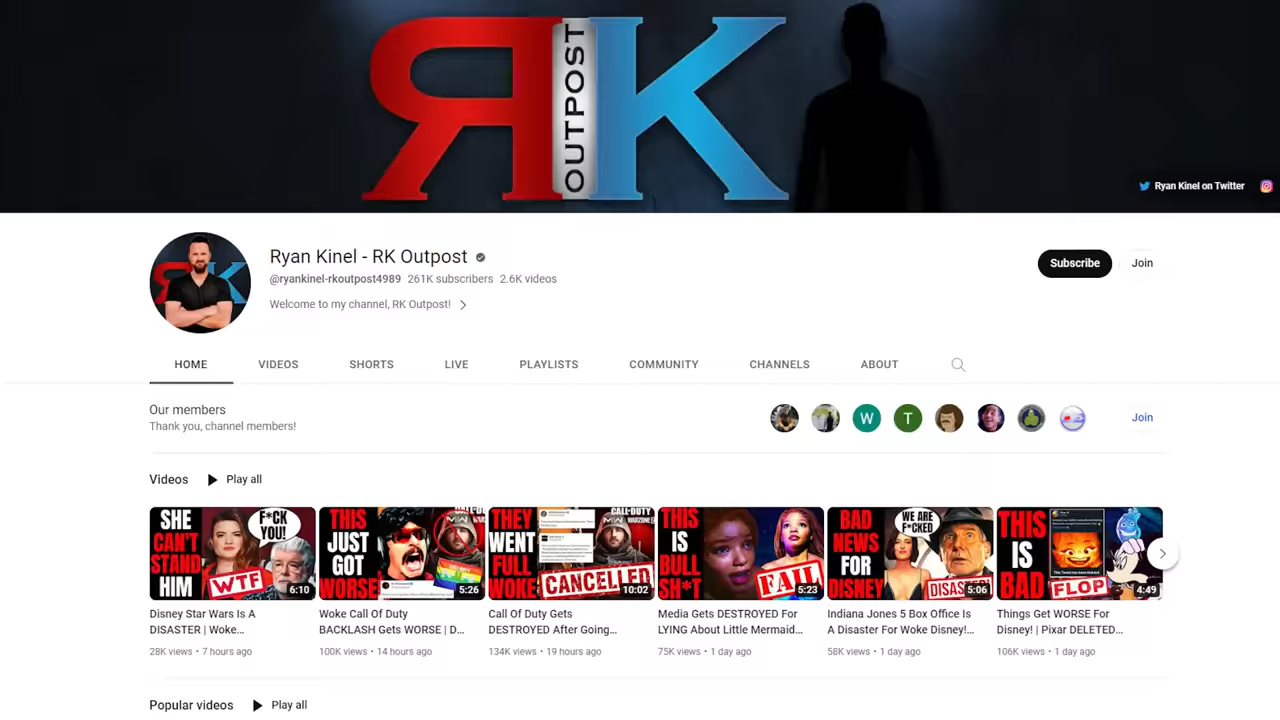 RK
OUTPOST
Ryan Kinel on Twitter
Ryan Kinel - RK Outpost
@ryankinel-rkoutpost4989 261K subscribers 2.6K videos
Welcome to my channel, RK Outpost!
Subscribe
Join
HOME VIDEOS SHORTS LIVE PLAYLISTS COMMUNITY CHANNELS ABOUT
Our members
Thank you, channel members!
W
T
Join
Videos
Play all
SHE
CAN'T
STAND
HIM
F*CK
YOU!
WTF
6:10
THIS
JUST
GOT
WORSE
5:26
THEY
WENT
FULL
WOKE
CALL·DUTY
WARZONE
CANCELLED
10:02
THIS
IS
BULL
SH*T
FAIL
5:23
BAD
NEWS
FOR
DISNEY
WE ARE
F*CKED
DISASTER
5:06
THIS
IS
BAD
FLOP
4:49
Disney Star Wars Is A
DISASTER | Woke...
28K views • 7 hours ago
Woke Call Of Duty
BACKLASH Gets WORSE | D...
100K views • 14 hours ago
Call Of Duty Gets
DESTROYED After Going...
134K views • 19 hours ago
Media Gets DESTROYED For
LYING About Little Mermaid...
75K views • 1 day ago
Indiana Jones 5 Box Office Is
A Disaster For Woke Disney!...
58K views • 1 day ago
Things Get WORSE For
Disney! | Pixar DELETED...
106K views • 1 day ago
Popular videos
Play all